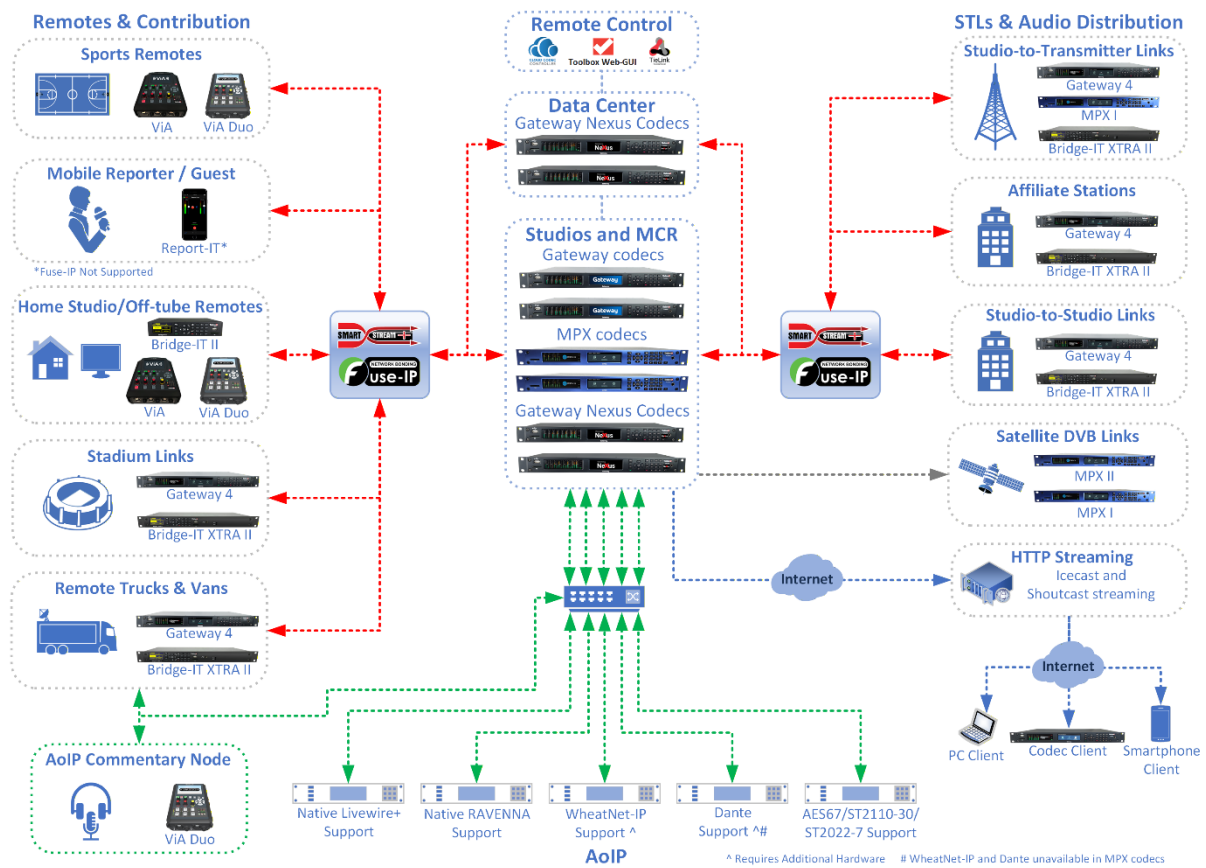 Remotes & Contribution
Sports Remotes
ViA
ViA Duo
Mobile Reporter / Guest
Report-IT*
*Fuse-IP Not Supported
Home Studio/Off-tube Remotes
Bridge-IT II
ViA
ViA Duo
Stadium Links
Gateway 4
Bridge-IT XTRA II
Remote Trucks & Vans
Gateway 4
Bridge-IT XTRA II
AoIP Commentary Node
ViA Duo
SMART STREAM
NETWORK BONDING
Fuse-IP
Remote Control
CLOUD CODEC
CONTROLLER
Toolbox Web-GUI
TieLink
Data Center
Gateway Nexus Codecs
Nexus
Nexus
Studios and MCR
Gateway codecs
Gateway
Gateway
MPX codecs
Gateway Nexus Codecs
Nexus
Nexus
SMART STREAM
NETWORK BONDING
Fuse-IP
STLs & Audio Distribution
Studio-to-Transmitter Links
Gateway 4
MPX I
Bridge-IT XTRA II
Affiliate Stations
Gateway 4
Bridge-IT XTRA II
Studio-to-Studio Links
Gateway 4
Bridge-IT XTRA II
Satellite DVB Links
MPX II
MPX I
Internet
HTTP Streaming
Icecast and
Shoutcast streaming
Internet
PC Client
Codec Client
Smartphone
Client
Native Livewire+
Support
Native RAVENNA
Support
WheatNet-IP
Support ^
Dante
Support ^#
AES67/ST2110-30/
ST2022-7 Support
AoIP
^ Requires Additional Hardware # WheatNet-IP and Dante unavailable in MPX codecs